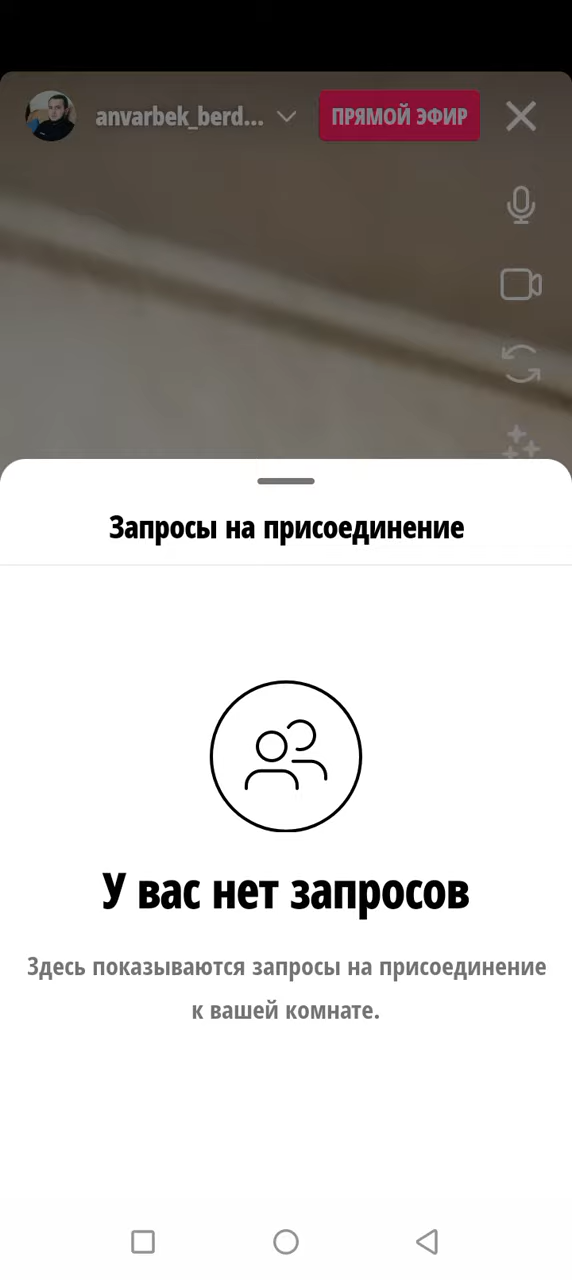 anvarbek_berd...
ПРЯМОЙ ЭФИР
Запросы на присоединение
У вас нет запросов
Здесь показываются запросы на присоединение
к вашей комнате.